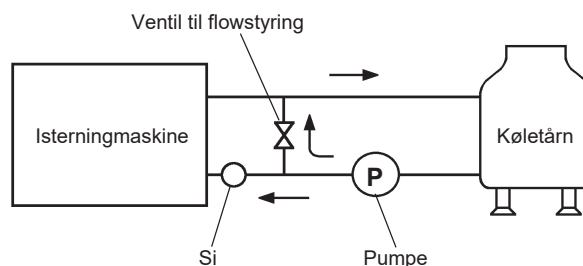 Ventil til flowstyring
Isterningmaskine
Køletårn
P
Si
Pumpe